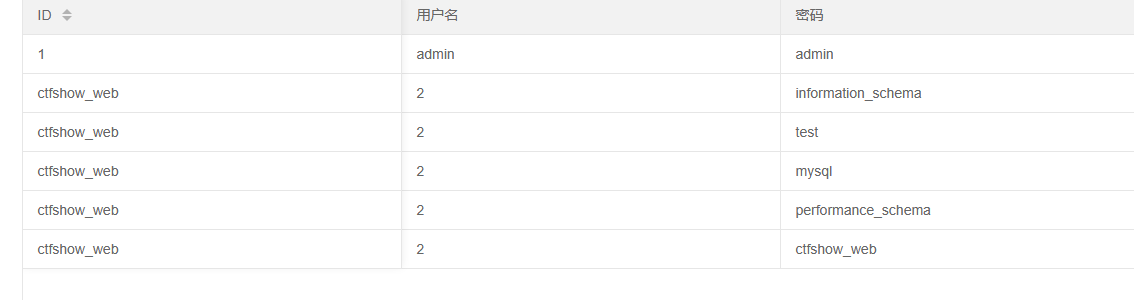 ID 用户名 密码
1 admin admin
ctfshow_web 2 information_schema
ctfshow_web 2 test
ctfshow_web 2 mysql
ctfshow_web 2 performance_schema
ctfshow_web 2 ctfshow_web